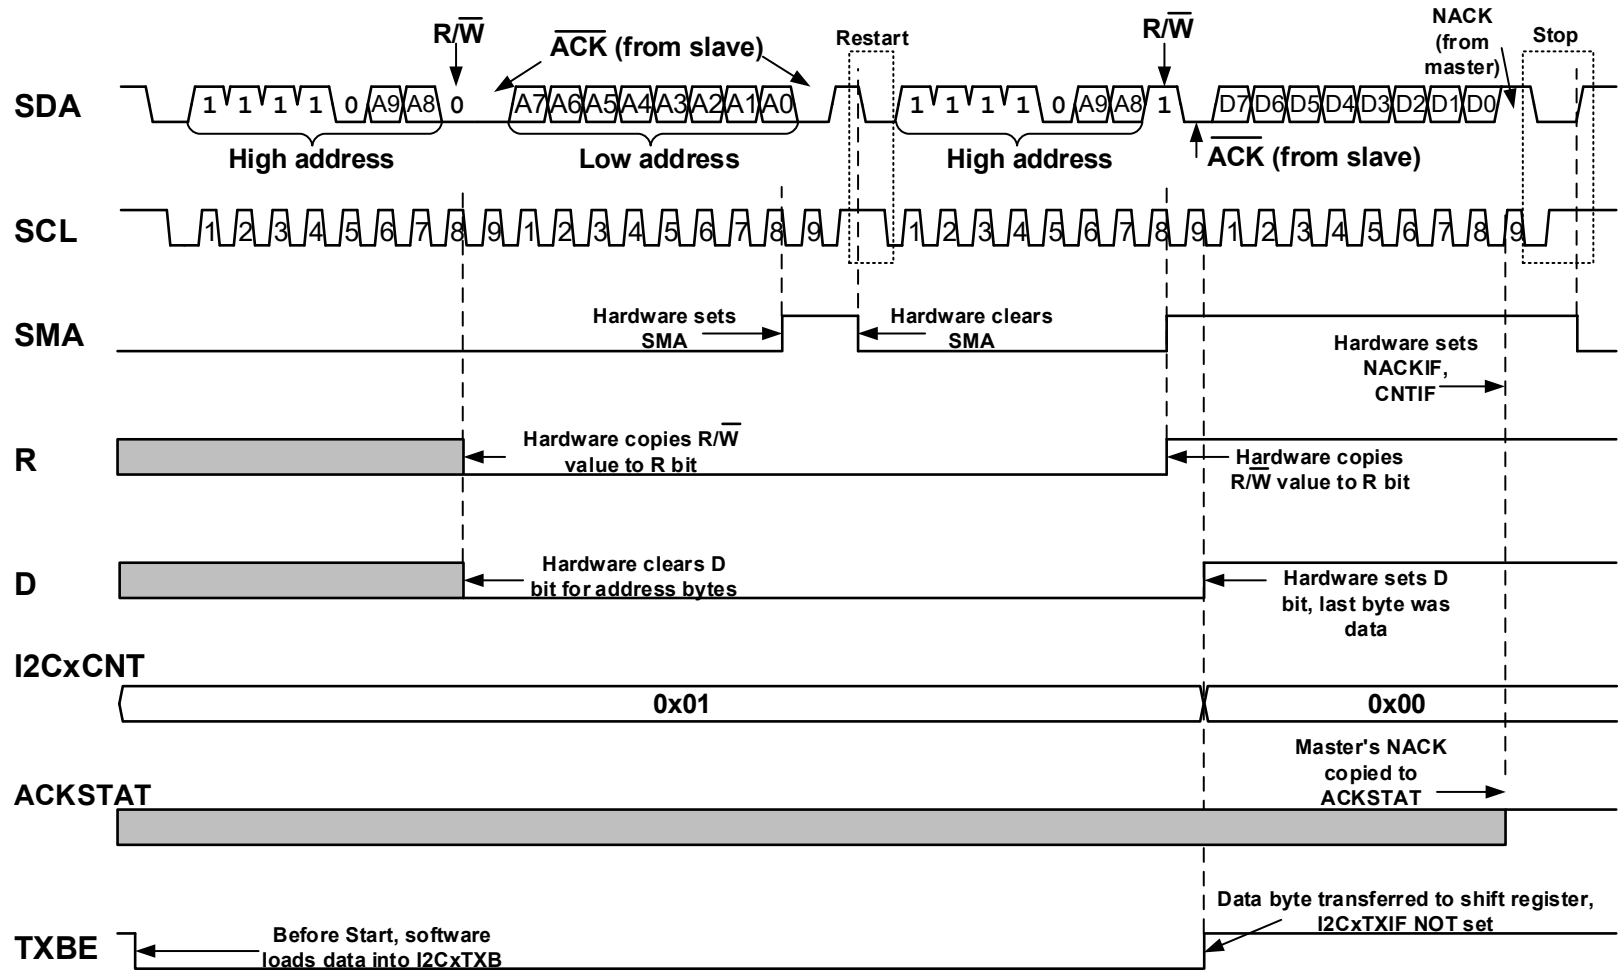 R/W
ACK (from slave)
Restart
R/W
NACK
(from
master)
Stop
SDA
1 1 1 1 0 A9 A8 0 A7 A6 A5 A4 A3 A2 A1 A0 1 1 1 1 0 A9 A8 1 D7 D6 D5 D4 D3 D2 D1 D0
High address
Low address
High address
ACK (from slave)
SCL
1 2 3 4 5 6 7 8 9 1 2 3 4 5 6 7 8 9 1 2 3 4 5 6 7 8 9 1 2 3 4 5 6 7 8 9
SMA
Hardware sets
SMA
Hardware clears
SMA
Hardware sets
NACKIF,
CNTIF
R
Hardware copies R/W
value to R bit
Hardware copies
R/W value to R bit
D
Hardware clears D
bit for address bytes
Hardware sets D
bit, last byte was
data
I2CxCNT
0x01
0x00
ACKSTAT
Master's NACK
copied to
ACKSTAT
TXBE
Before Start, software
loads data into I2CxTXB
Data byte transferred to shift register,
I2CxTXIF NOT set